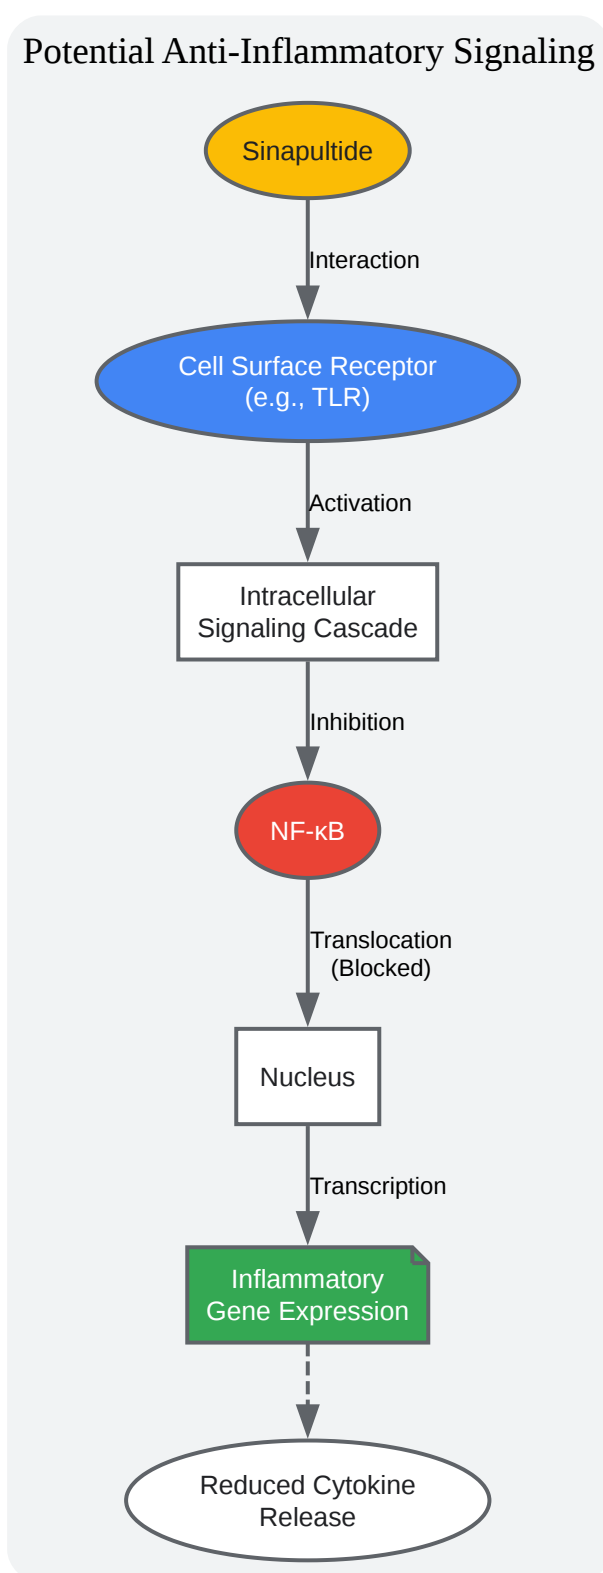 Potential Anti-Inflammatory Signaling
Sinapultide
Interaction
Cell Surface Receptor
(e.g., TLR)
Activation
Intracellular
Signaling Cascade
Inhibition
NF-κB
Translocation
(Blocked)
Nucleus
Transcription
Inflammatory
Gene Expression
Reduced Cytokine
Release